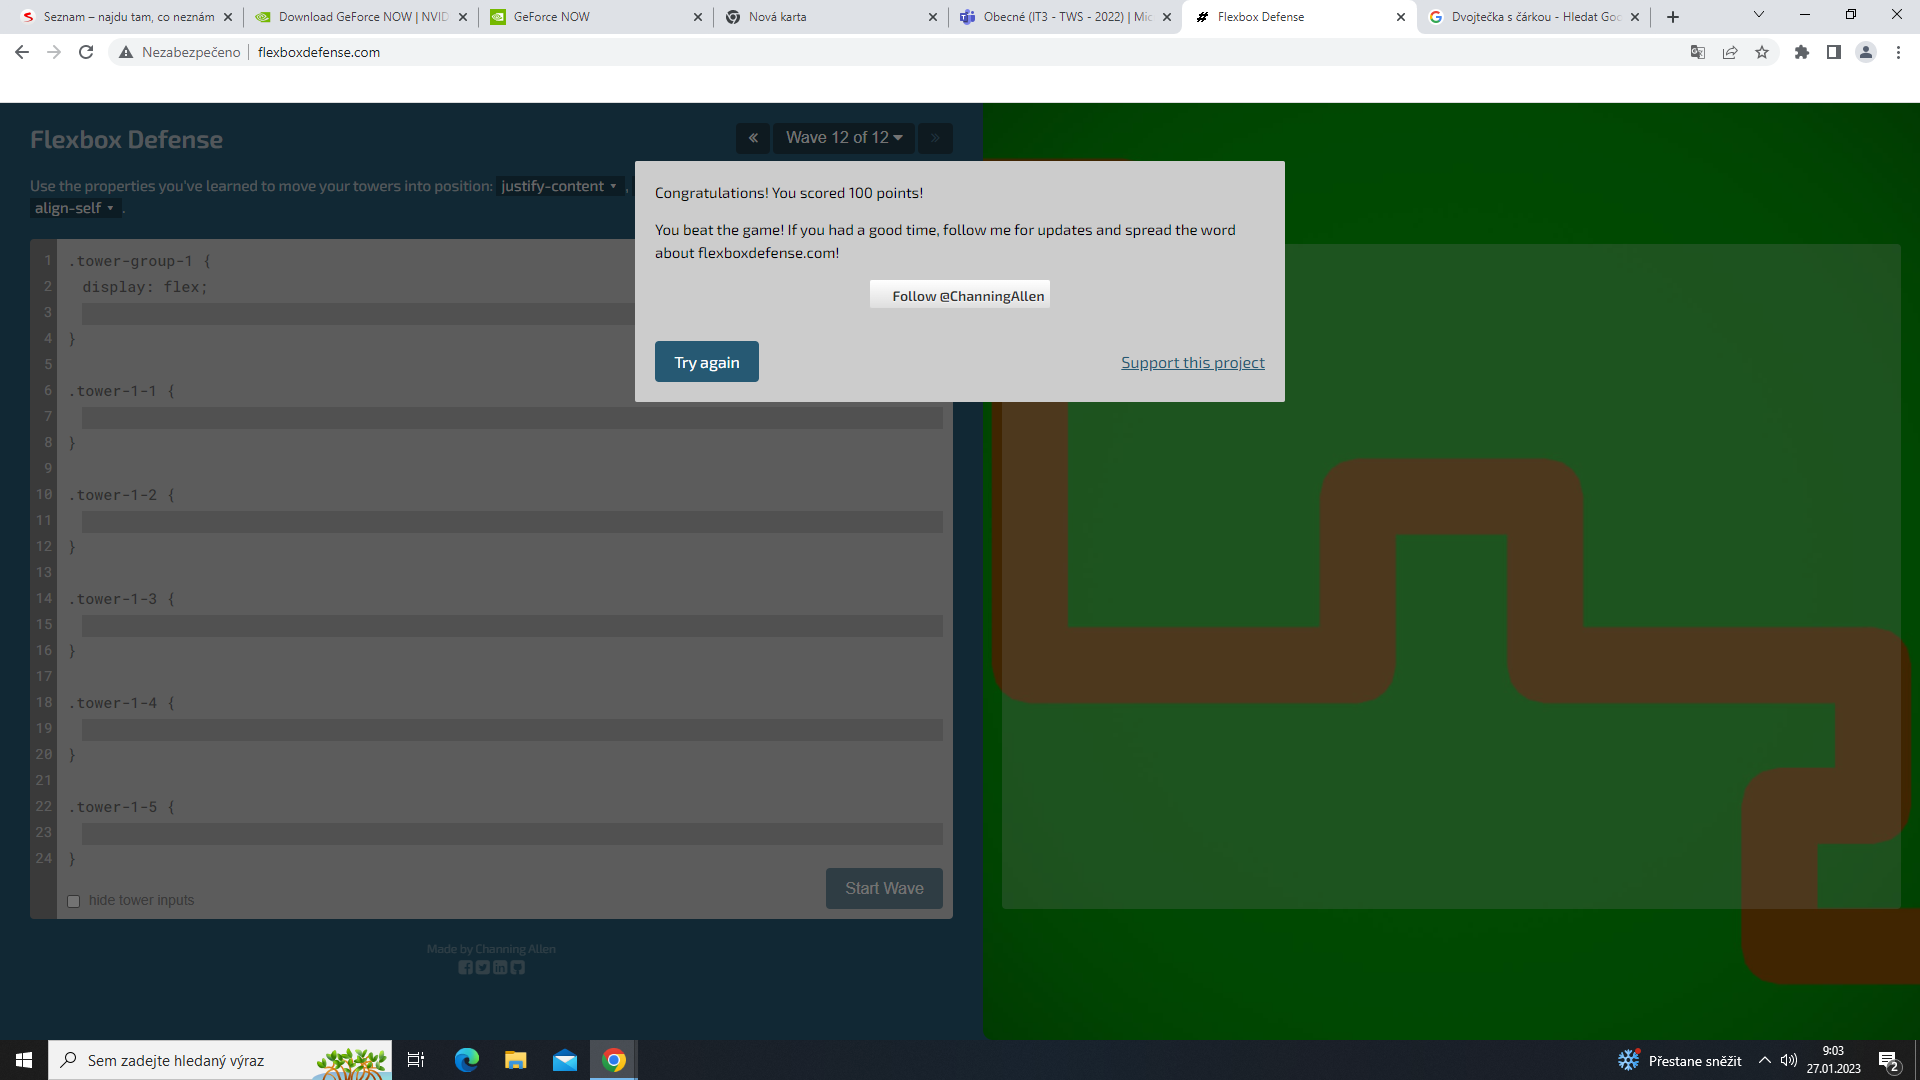 Seznam – najdu tam, co neznám
Download GeForce NOW | NVID
GeForce NOW
Nová karta
Obecné (IT3 - TWS - 2022) | Mic
Flexbox Defense
Dvojtečka s čárkou - Hledat Goo
Nezabezpečeno
flexboxdefense.com
Flexbox Defense
« Wave 12 of 12 »
Use the properties you've learned to move your towers into position: justify-content ,
align-self .
Congratulations! You scored 100 points!
You beat the game! If you had a good time, follow me for updates and spread the word
about flexboxdefense.com!
Follow @ChanningAllen
Try again
Support this project
1 .tower-group-1 {
2 display: flex;
3
4 }
5
6 .tower-1-1 {
7
8 }
9
10 .tower-1-2 {
11
12 }
13
14 .tower-1-3 {
15
16 }
17
18 .tower-1-4 {
19
20 }
21
22 .tower-1-5 {
23
24 }
hide tower inputs
Start Wave
Made by Channing Allen
Sem zadejte hledaný výraz
Přestane sněžit
9:03
27.01.2023
2